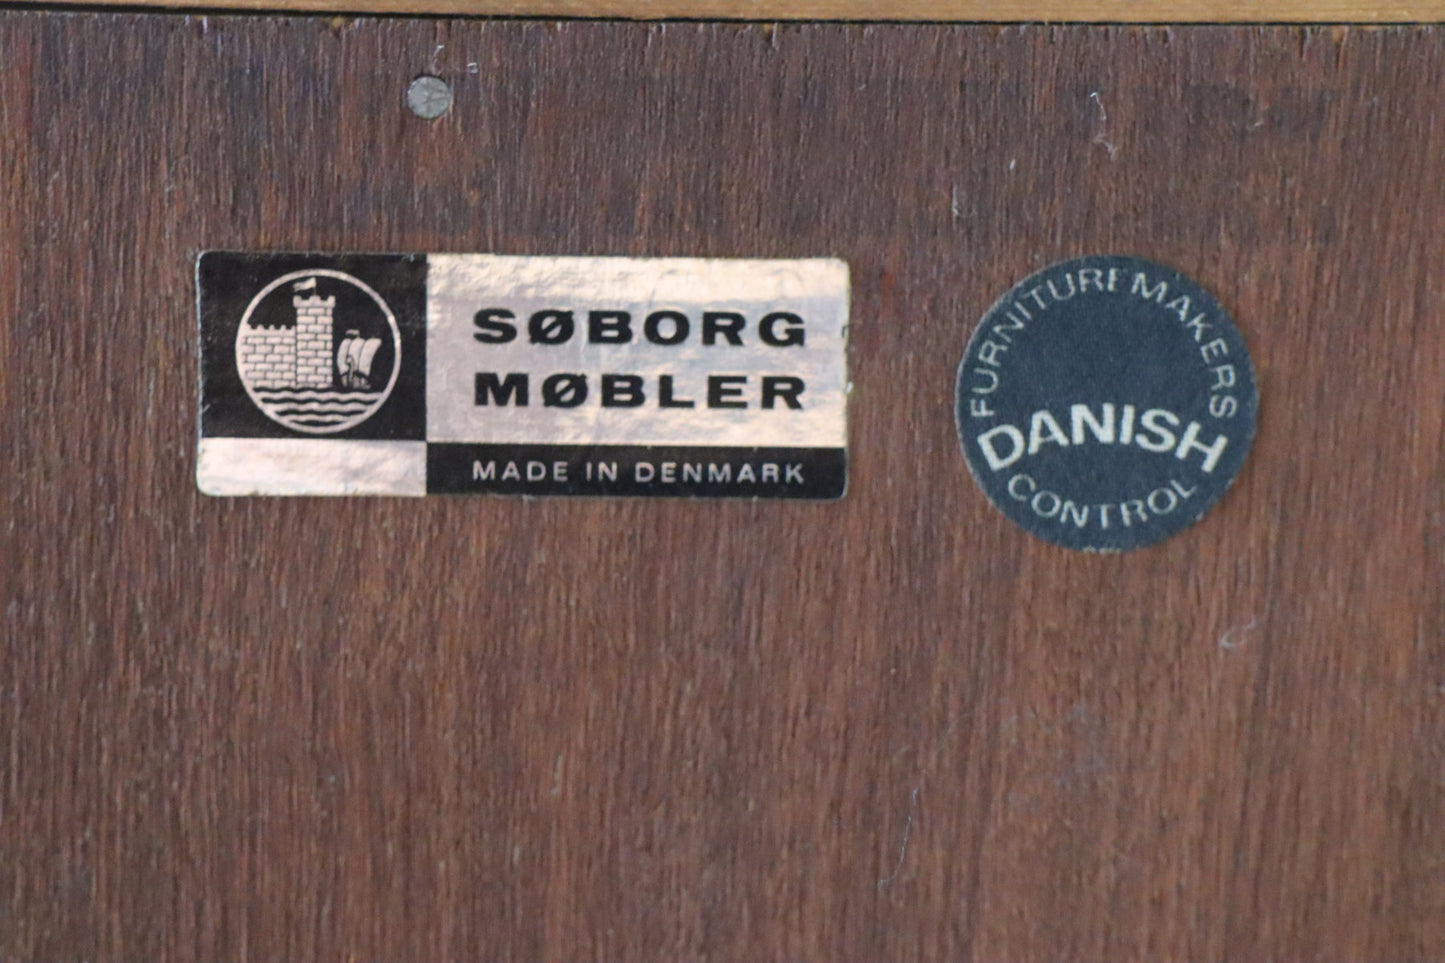 SØBORG
MØBLER
MADE IN DENMARK
FURNITUREMAKERS
DANISH
CONTROL